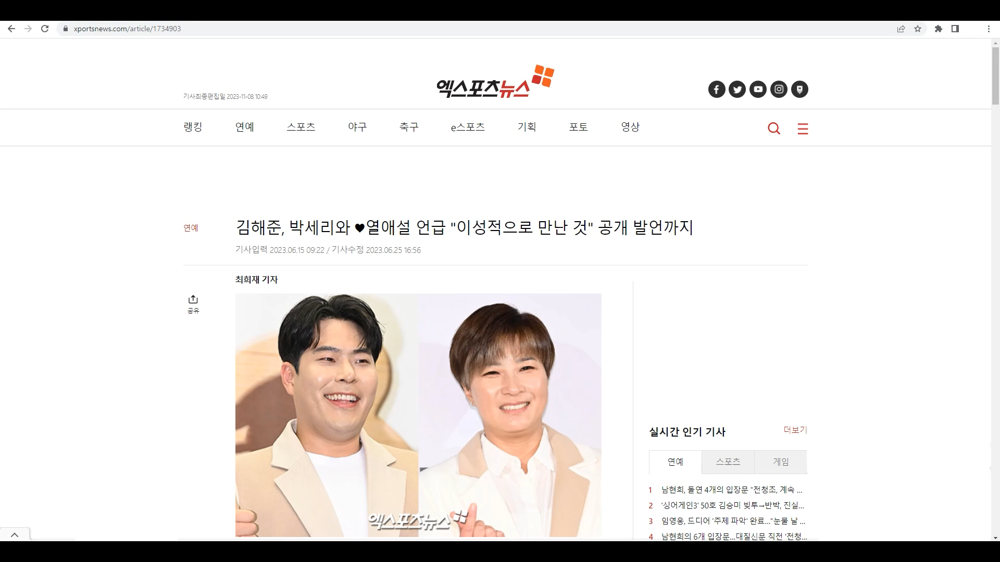 xportsnews.com/article/1734903
엑스포츠뉴스
기사최종편집일 2023-11-08 10:49
랭킹 연예 스포츠 야구 축구 e스포츠 기획 포토 영상
연예
김해준, 박세리와 ♥열애설 언급 "이성적으로 만난 것" 공개 발언까지
기사입력 2023.06.15 09:22 / 기사수정 2023.06.25 16:56
최희재 기자
공유
엑스포츠뉴스
실시간 인기 기사 더보기
연예 스포츠 게임
1 남현희, 돌연 4개의 입장문 "전청조, 계속 ...
2 '싱어게인3' 50호 김승미 빚투→반박, 진실...
3 임영웅, 드디어 '주제 파악' 완료..."눈물 날 ...
4 남현희의 6개 입장문...대질신문 직전 '전청...